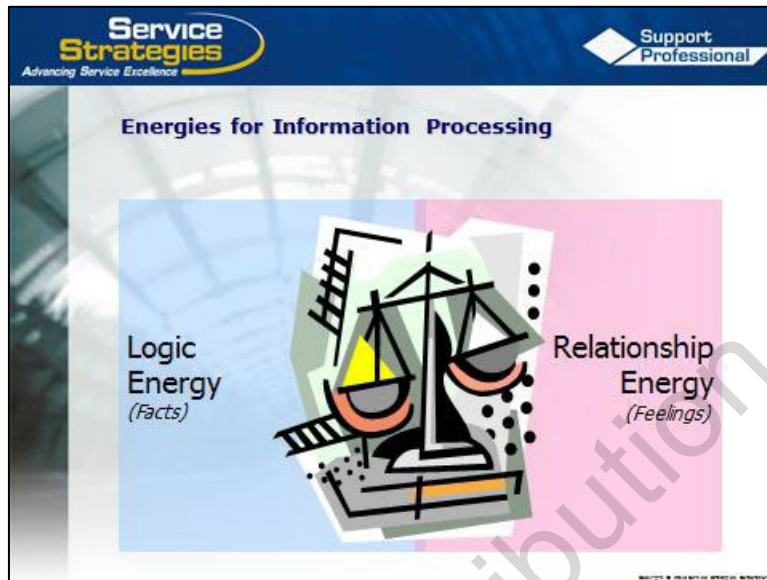 Service
Strategies
Advancing Service Excellence
Support
Professional
Energies for Information Processing
Logic
Energy
(Facts)
Relationship
Energy
(Feelings)